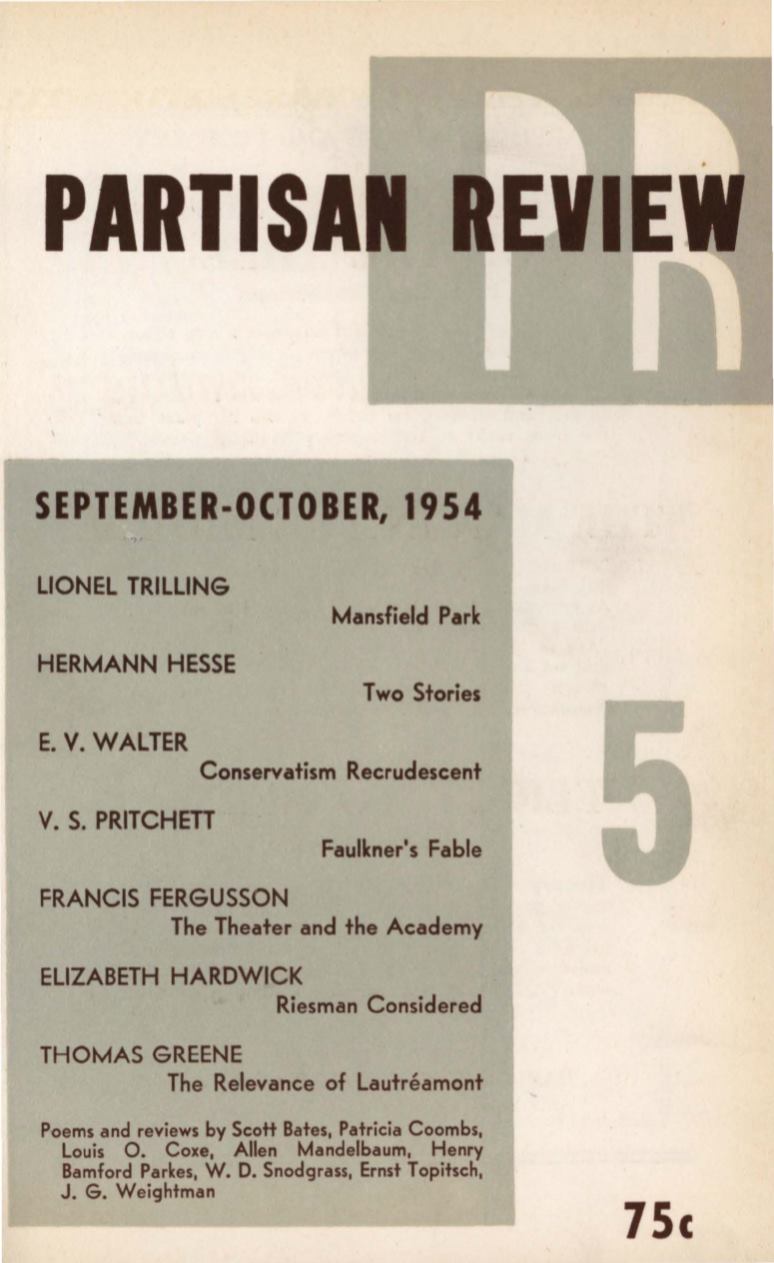 PR
PARTISAN REVIEW
SEPTEMBER-OCTOBER, 1954
LIONEL TRILLING
Mansfield Park
HERMANN HESSE
Two Stories
E. V. WALTER
Conservatism Recrudescent
V. S. PRITCHETT
Faulkner's Fable
FRANCIS FERGUSSON
The Theater and the Academy
ELIZABETH HARDWICK
Riesman Considered
THOMAS GREENE
The Relevance of Lautréamont
Poems and reviews by Scott Bates, Patricia Coombs,
Louis O. Coxe, Allen Mandelbaum, Henry
Bamford Parkes, W. D. Snodgrass, Ernst Topitsch,
J. G. Weightman
5
75c